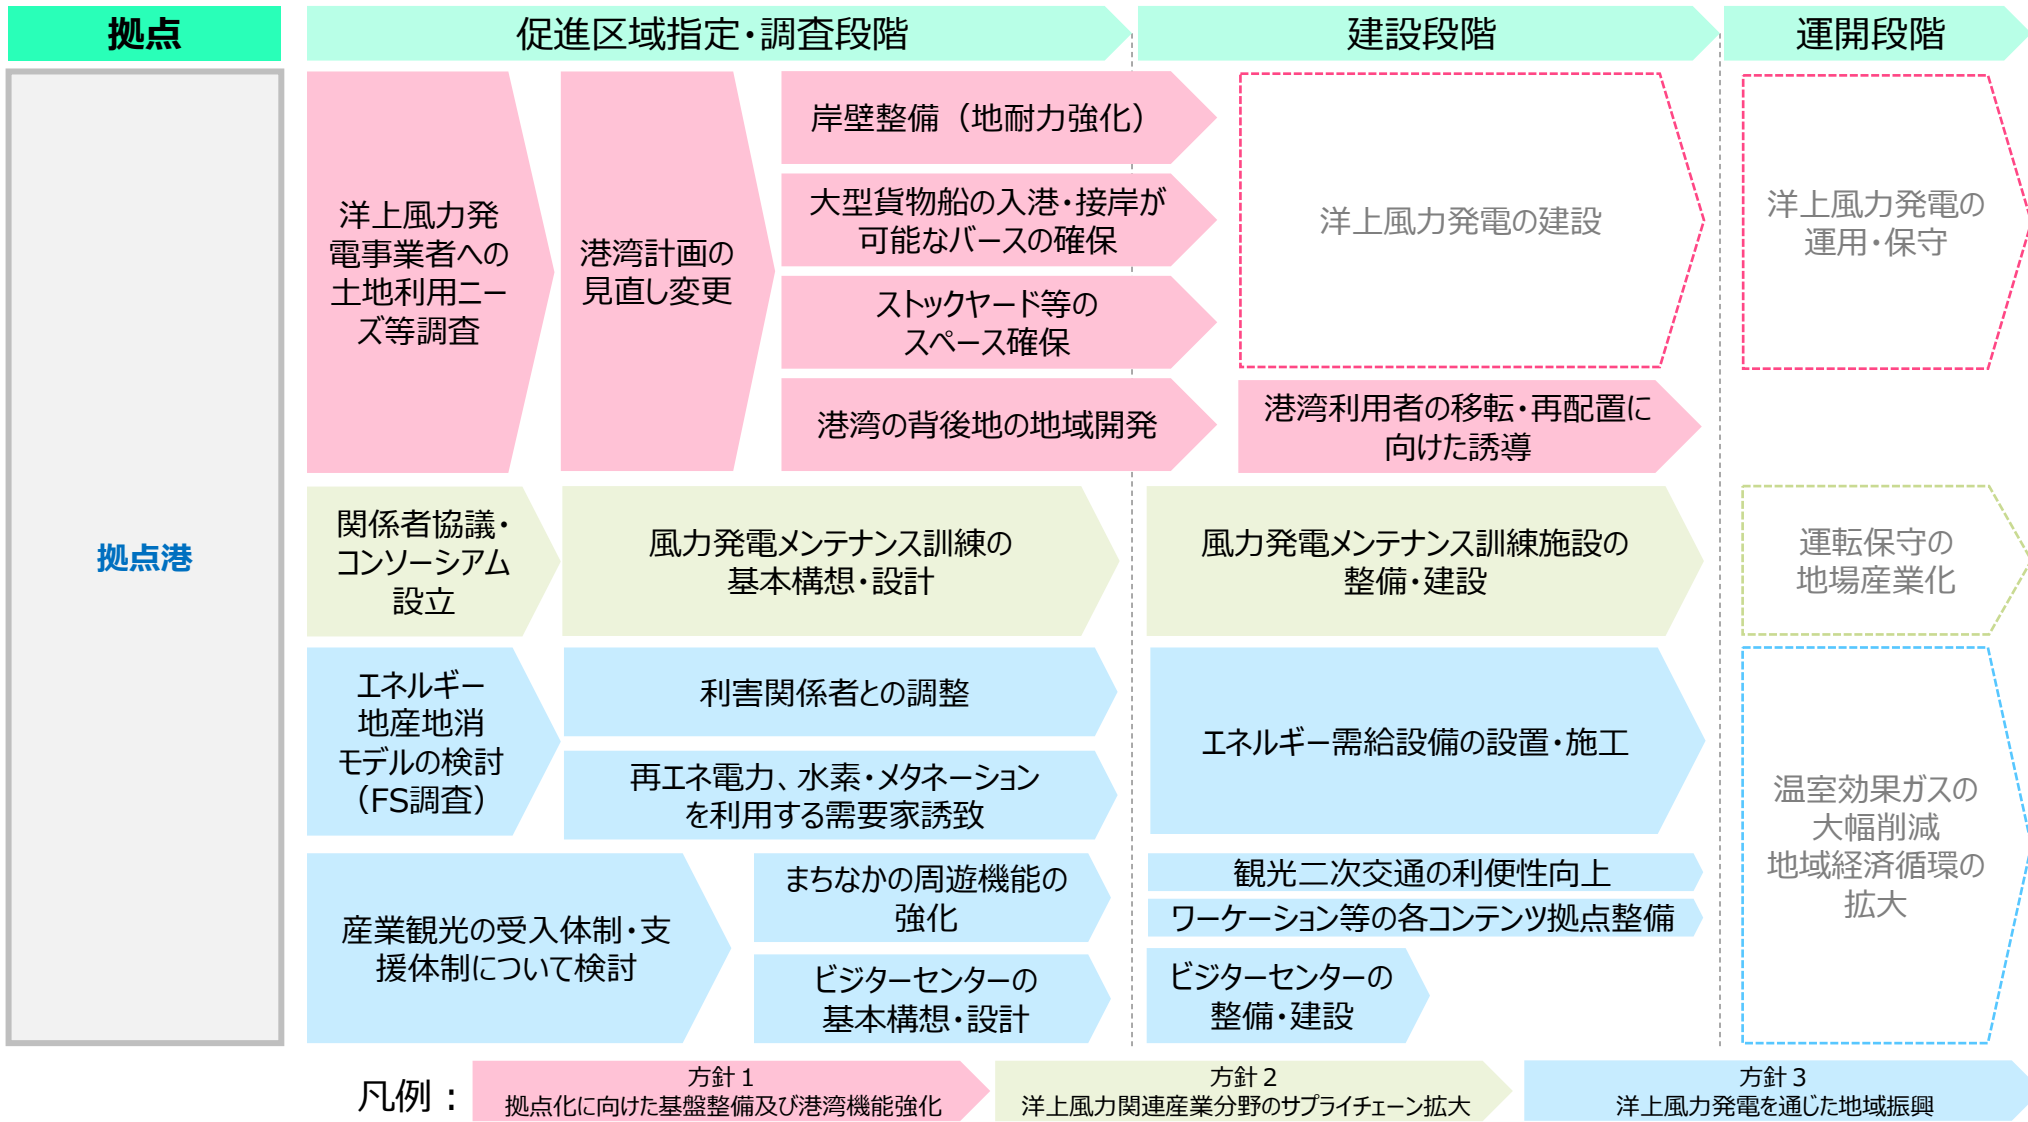 拠点
促進区域指定・調査段階
建設段階
運開段階
拠点港
洋上風力発
電事業者への
土地利用ニー
ズ等調査
港湾計画の
見直し変更
岸壁整備（地耐力強化）
大型貨物船の入港・接岸が
可能なバースの確保
ストックヤード等の
スペース確保
港湾の背後地の地域開発
洋上風力発電の建設
港湾利用者の移転・再配置に
向けた誘導
洋上風力発電の
運用・保守
関係者協議・
コンソーシアム
設立
風力発電メンテナンス訓練の
基本構想・設計
風力発電メンテナンス訓練施設の
整備・建設
運転保守の
地場産業化
エネルギー
地産地消
モデルの検討
（FS調査）
利害関係者との調整
再エネ電力、水素・メタネーション
を利用する需要家誘致
エネルギー需給設備の設置・施工
産業観光の受入体制・支
援体制について検討
まちなかの周遊機能の
強化
ビジターセンターの
基本構想・設計
観光二次交通の利便性向上
ワーケーション等の各コンテンツ拠点整備
ビジターセンターの
整備・建設
温室効果ガスの
大幅削減
地域経済循環の
拡大
凡例：
方針１
拠点化に向けた基盤整備及び港湾機能強化
方針２
洋上風力関連産業分野のサプライチェーン拡大
方針３
洋上風力発電を通じた地域振興